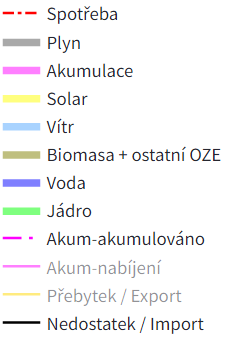 Spotřeba
Plyn
Akumulace
Solar
Vítr
Biomasa + ostatní OZE
Voda
Jádro
Akum-akumulováno
Akum-nabíjení
Přebytek / Export
Nedostatek / Import